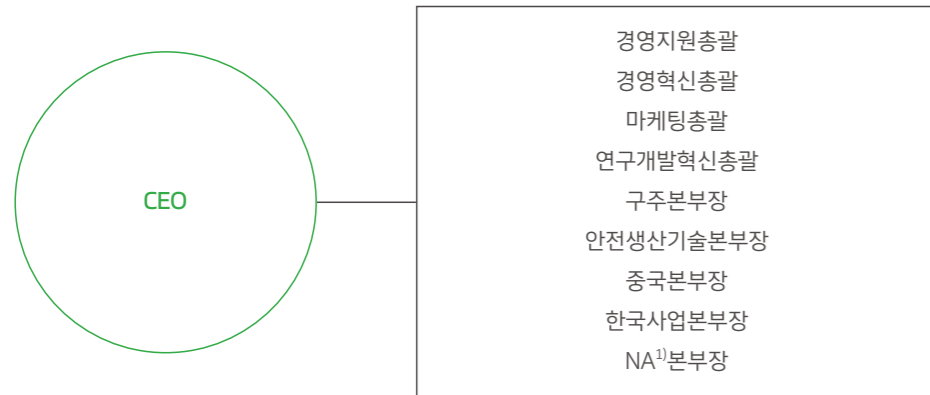 CEO
경영지원총괄
경영혁신총괄
마케팅총괄
연구개발혁신총괄
구주본부장
안전생산기술본부장
중국본부장
한국사업본부장
NA1)본부장